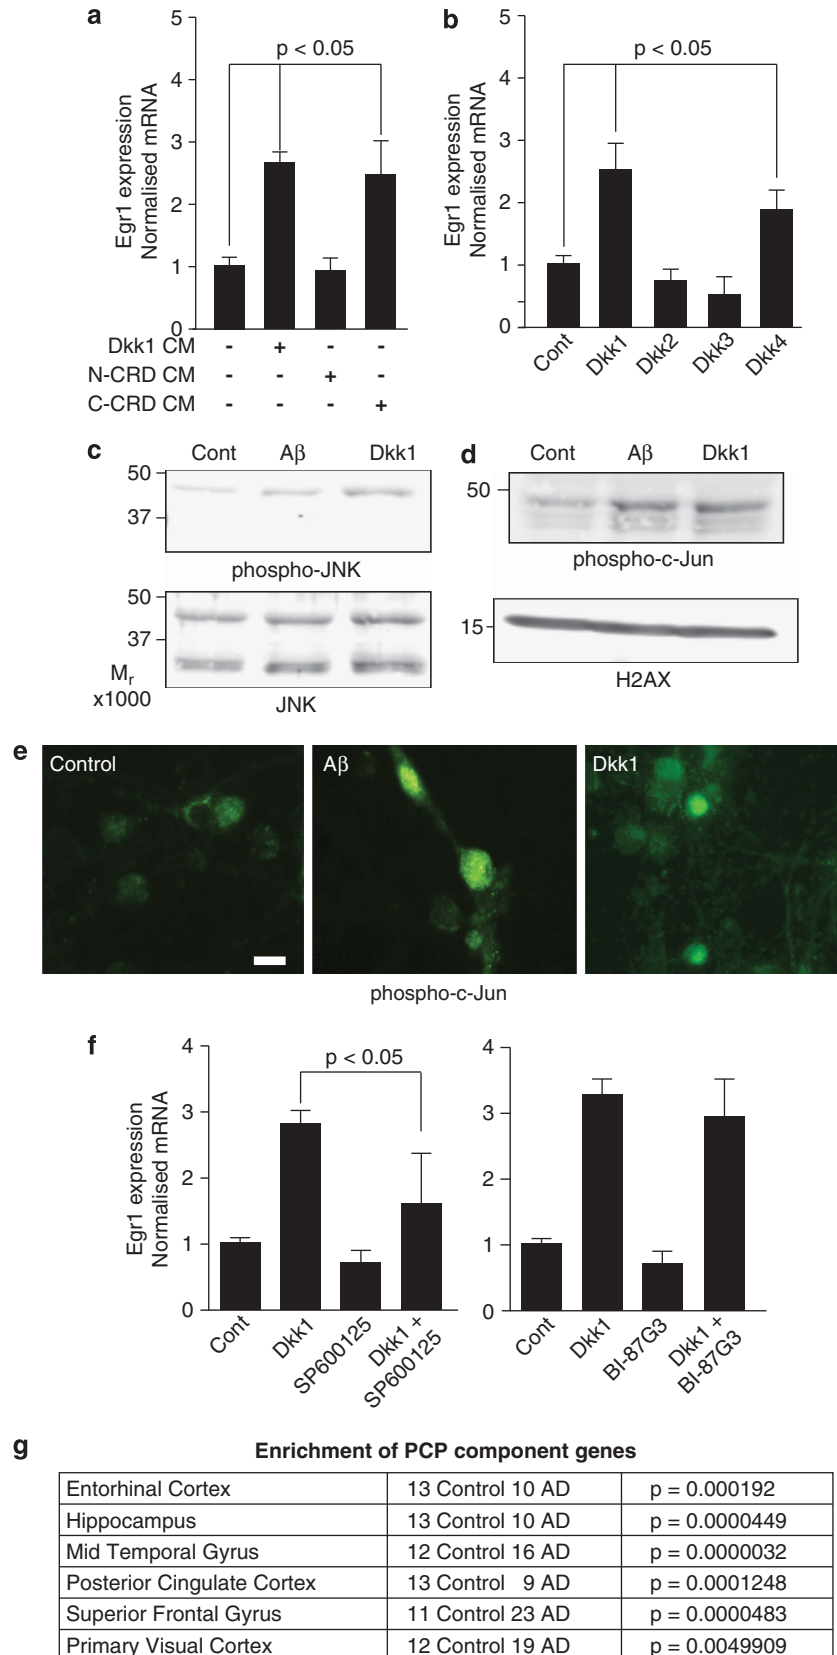 a
5
4
3
2
1
0
Egr1 expression
Normalised mRNA
p < 0.05
Dkk1 CM - + - -
N-CRD CM - - + -
C-CRD CM - - - +
b
5
4
3
2
1
0
Egr1 expression
Normalised mRNA
p < 0.05
Cont Dkk1 Dkk2 Dkk3 Dkk4
c
Cont Aβ Dkk1
50
37
phospho-JNK
50
37
Mr
x1000
JNK
d
Cont Aβ Dkk1
50
phospho-c-Jun
15
H2AX
e
Control
Aβ
Dkk1
phospho-c-Jun
f
4
3
2
1
0
Egr1 expression
Normalised mRNA
p < 0.05
Cont
Dkk1
SP600125
Dkk1 +
SP600125
4
3
2
1
0
Cont
Dkk1
BI-87G3
Dkk1 +
BI-87G3
g
Enrichment of PCP component genes
Entorhinal Cortex 13 Control 10 AD p = 0.000192
Hippocampus 13 Control 10 AD p = 0.0000449
Mid Temporal Gyrus 12 Control 16 AD p = 0.0000032
Posterior Cingulate Cortex 13 Control 9 AD p = 0.0001248
Superior Frontal Gyrus 11 Control 23 AD p = 0.0000483
Primary Visual Cortex 12 Control 19 AD p = 0.0049909